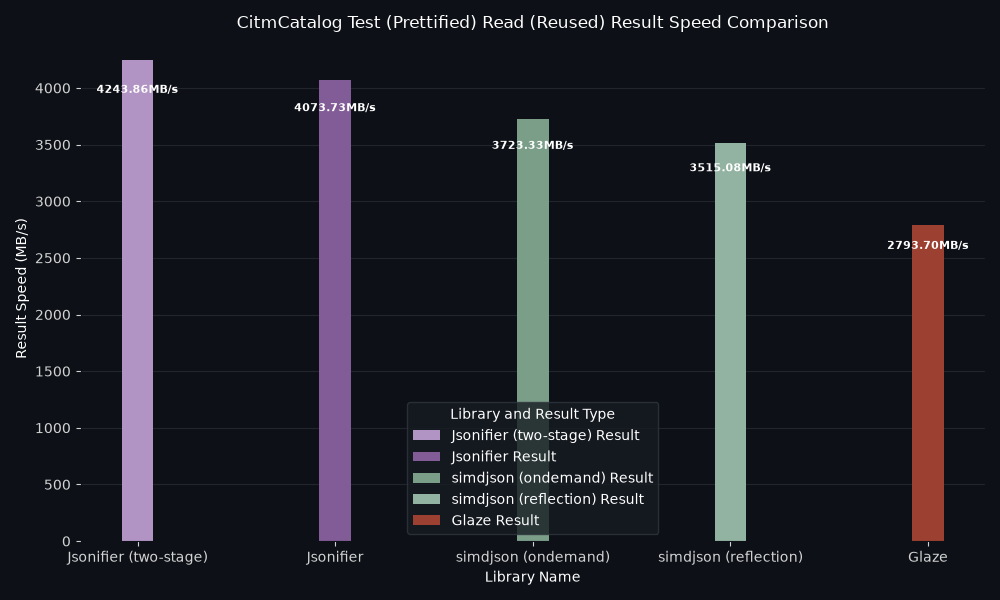 CitmCatalog Test (Prettified) Read (Reused) Result Speed Comparison
Result Speed (MB/s)
4000
3500
3000
2500
2000
1500
1000
500
0
4243.86MB/s
4073.73MB/s
3723.33MB/s
3515.08MB/s
2793.70MB/s
Library and Result Type
Jsonifier (two-stage) Result
Jsonifier Result
simdjson (ondemand) Result
simdjson (reflection) Result
Glaze Result
Jsonifier (two-stage)
Jsonifier
simdjson (ondemand)
simdjson (reflection)
Glaze
Library Name